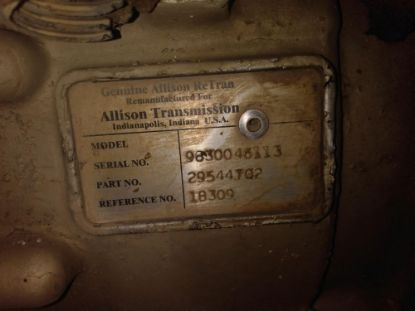 Genuine Allison ReTran
Remanufactured For
Allison Transmission
Indianapolis, Indiana U.S.A.
MODEL
SERIAL NO. 9830046113
PART NO. 29544702
REFERENCE NO. 18309